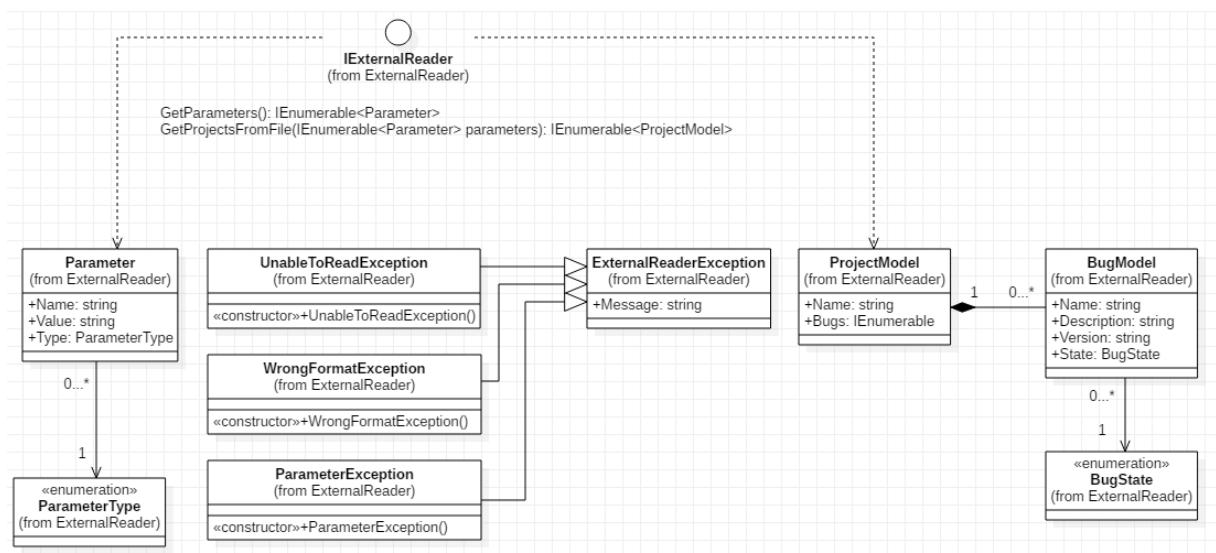 IExternalReader
(from ExternalReader)
GetParameters(): IEnumerable<Parameter>
GetProjectsFromFile(IEnumerable<Parameter> parameters): IEnumerable<ProjectModel>
Parameter
(from ExternalReader)
+Name: string
+Value: string
+Type: ParameterType
0...*
1
«enumeration»
ParameterType
(from ExternalReader)
UnableToReadException
(from ExternalReader)
«constructor»+UnableToReadException()
WrongFormatException
(from ExternalReader)
«constructor»+WrongFormatException()
ParameterException
(from ExternalReader)
«constructor»+ParameterException()
ExternalReaderException
(from ExternalReader)
+Message: string
ProjectModel
(from ExternalReader)
+Name: string
+Bugs: IEnumerable
1
0...*
BugModel
(from ExternalReader)
+Name: string
+Description: string
+Version: string
+State: BugState
0...*
1
«enumeration»
BugState
(from ExternalReader)